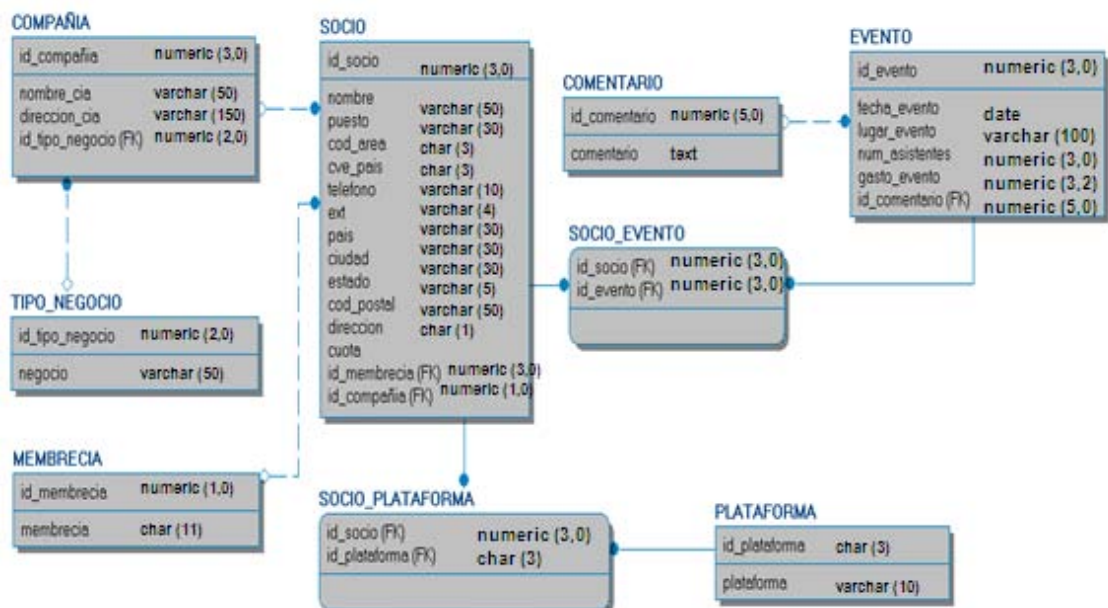 COMPAÑIA
id_compañia numeric (3,0)
nombre_cia varchar (50)
direccion_cia varchar (150)
id_tipo_negocio (FK) numeric (2,0)
TIPO_NEGOCIO
id_tipo_negocio numeric (2,0)
negocio varchar (50)
MEMBRECIA
id_membrecia numeric (1,0)
membrecia char (11)
SOCIO
id_socio numeric (3,0)
nombre varchar (50)
puesto varchar (30)
cod_area char (3)
cve_pais char (3)
telefono varchar (10)
ext varchar (4)
pais varchar (30)
ciudad varchar (30)
estado varchar (30)
cod_postal varchar (5)
direccion varchar (50)
cuota char (1)
id_membrecia (FK) numeric (3,0)
id_compañia (FK) numeric (1,0)
COMENTARIO
id_comentario numeric (5,0)
comentario text
EVENTO
id_evento numeric (3,0)
fecha_evento date
lugar_evento varchar (100)
num_asistentes numeric (3,0)
gasto_evento numeric (3,2)
id_comentario (FK) numeric (5,0)
SOCIO_EVENTO
id_socio (FK) numeric (3,0)
id_evento (FK) numeric (3,0)
SOCIO_PLATAFORMA
id_socio (FK) numeric (3,0)
id_plataforma (FK) char (3)
PLATAFORMA
id_plataforma char (3)
plataforma varchar (10)